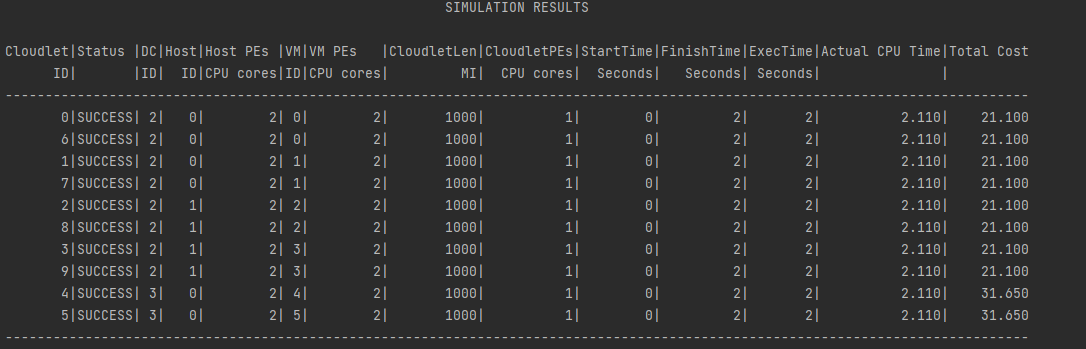 SIMULATION RESULTS
Cloudlet|Status |DC|Host|Host PEs |VM|VM PEs   |CloudletLen|CloudletPEs|StartTime|FinishTime|ExecTime|Actual CPU Time|Total Cost
      ID|       |ID|  ID|CPU cores|ID|CPU cores|         MI|  CPU cores|  Seconds|   Seconds| Seconds|               |
--------------------------------------------------------------------------------------------------------------------------------
       0|SUCCESS| 2|   0|        2| 0|        2|       1000|          1|        0|         2|       2|          2.110|    21.100
       6|SUCCESS| 2|   0|        2| 0|        2|       1000|          1|        0|         2|       2|          2.110|    21.100
       1|SUCCESS| 2|   0|        2| 1|        2|       1000|          1|        0|         2|       2|          2.110|    21.100
       7|SUCCESS| 2|   0|        2| 1|        2|       1000|          1|        0|         2|       2|          2.110|    21.100
       2|SUCCESS| 2|   1|        2| 2|        2|       1000|          1|        0|         2|       2|          2.110|    21.100
       8|SUCCESS| 2|   1|        2| 2|        2|       1000|          1|        0|         2|       2|          2.110|    21.100
       3|SUCCESS| 2|   1|        2| 3|        2|       1000|          1|        0|         2|       2|          2.110|    21.100
       9|SUCCESS| 2|   1|        2| 3|        2|       1000|          1|        0|         2|       2|          2.110|    21.100
       4|SUCCESS| 3|   0|        2| 4|        2|       1000|          1|        0|         2|       2|          2.110|    31.650
       5|SUCCESS| 3|   0|        2| 5|        2|       1000|          1|        0|         2|       2|          2.110|    31.650
--------------------------------------------------------------------------------------------------------------------------------